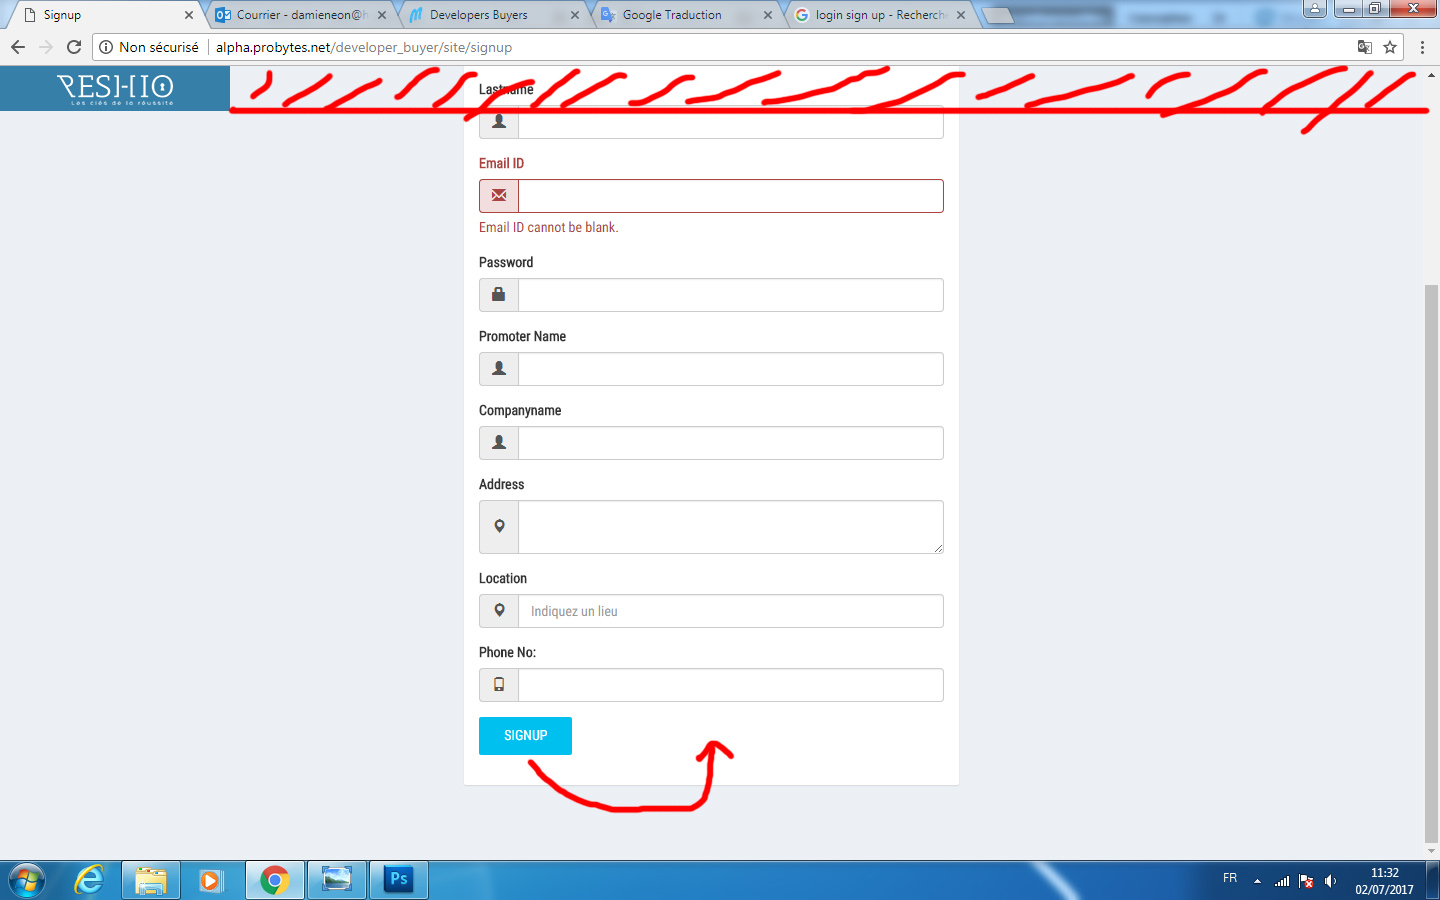 Signup
Courrier - damieneon@h
Developers Buyers
Google Traduction
login sign up - Recherch
Non sécurisé
alpha.probytes.net/developer_buyer/site/signup
RESHIO
Les clés de la réussite
Lastname
Email ID
Email ID cannot be blank.
Password
Promoter Name
Companyname
Address
Location
Indiquez un lieu
Phone No:
SIGNUP
Ps
FR
11:32
02/07/2017